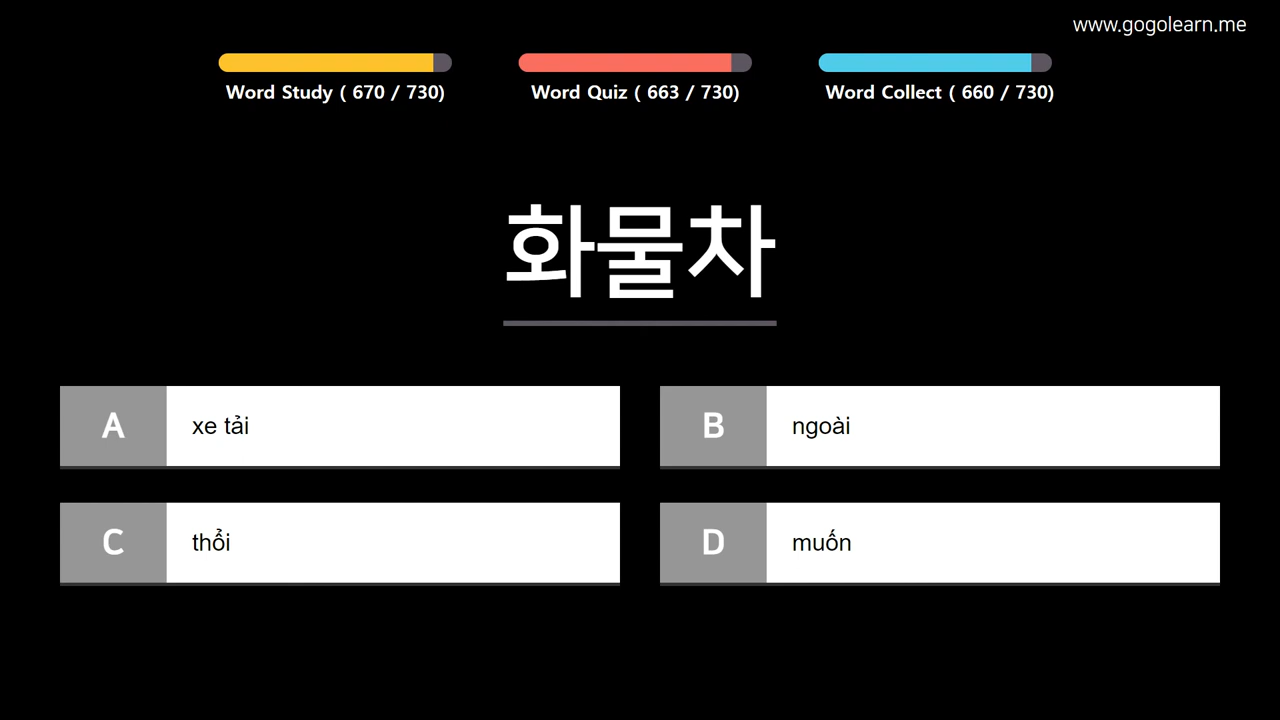 www.gogolearn.me
Word Study ( 670 / 730)
Word Quiz ( 663 / 730)
Word Collect ( 660 / 730)
화물차
A xe tải
B ngoài
C thổi
D muốn